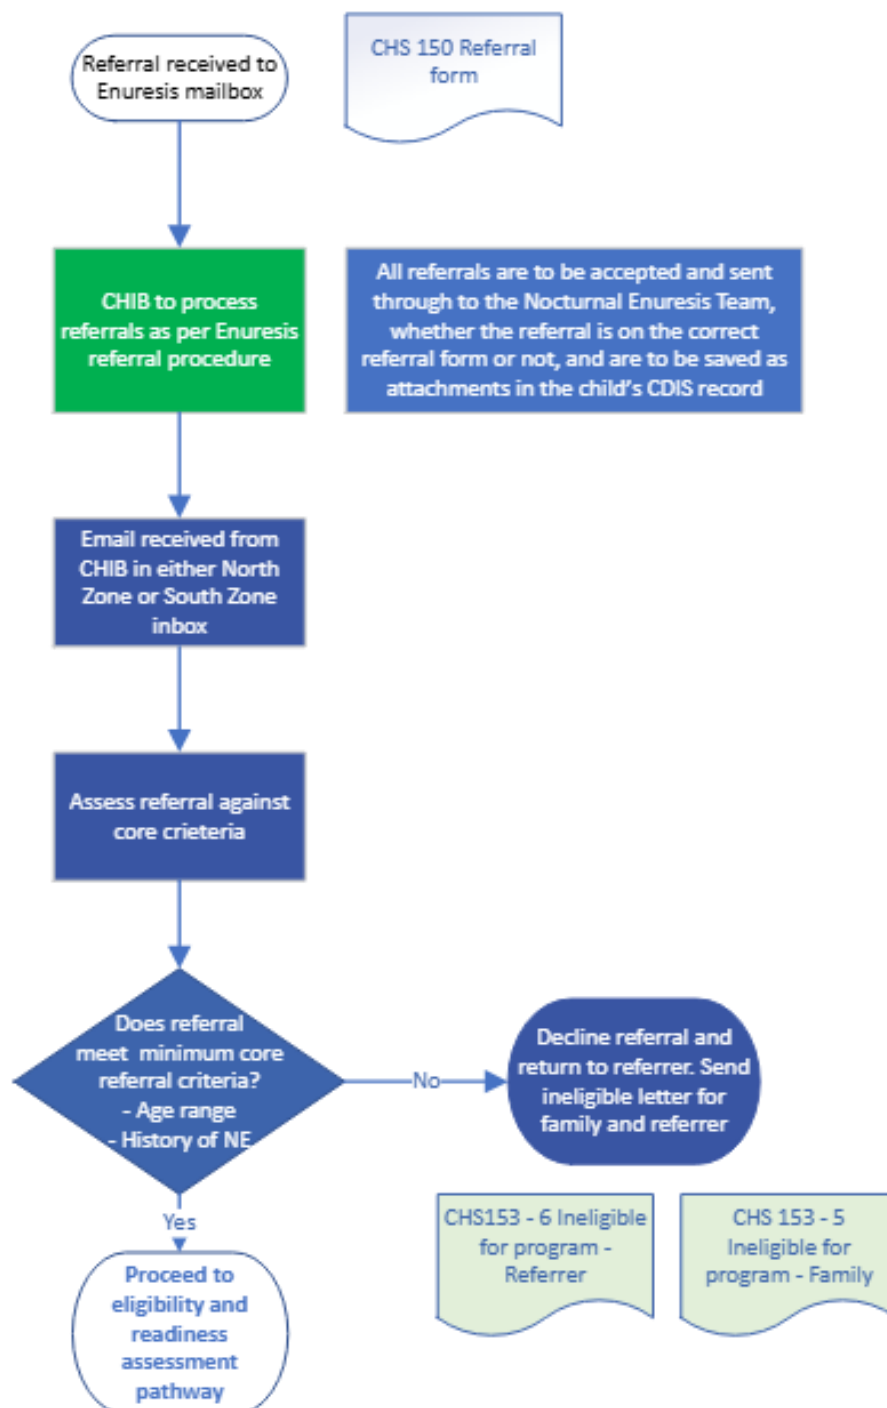 Referral received to
Enuresis mailbox
CHS 150 Referral
form
CHIB to process
referrals as per Enuresis
referral procedure
All referrals are to be accepted and sent
through to the Nocturnal Enuresis Team,
whether the referral is on the correct
referral form or not, and are to be saved as
attachments in the child's CDIS record
Email received from
CHIB in either North
Zone or South Zone
inbox
Assess referral against
core crieteria
Does referral
meet minimum core
referral criteria?
- Age range
- History of NE
No
Decline referral and
return to referrer. Send
ineligible letter for
family and referrer
Yes
CHS153 - 6 Ineligible
for program -
Referrer
CHS 153 - 5
Ineligible for
program - Family
Proceed to
eligibility and
readiness
assessment
pathway